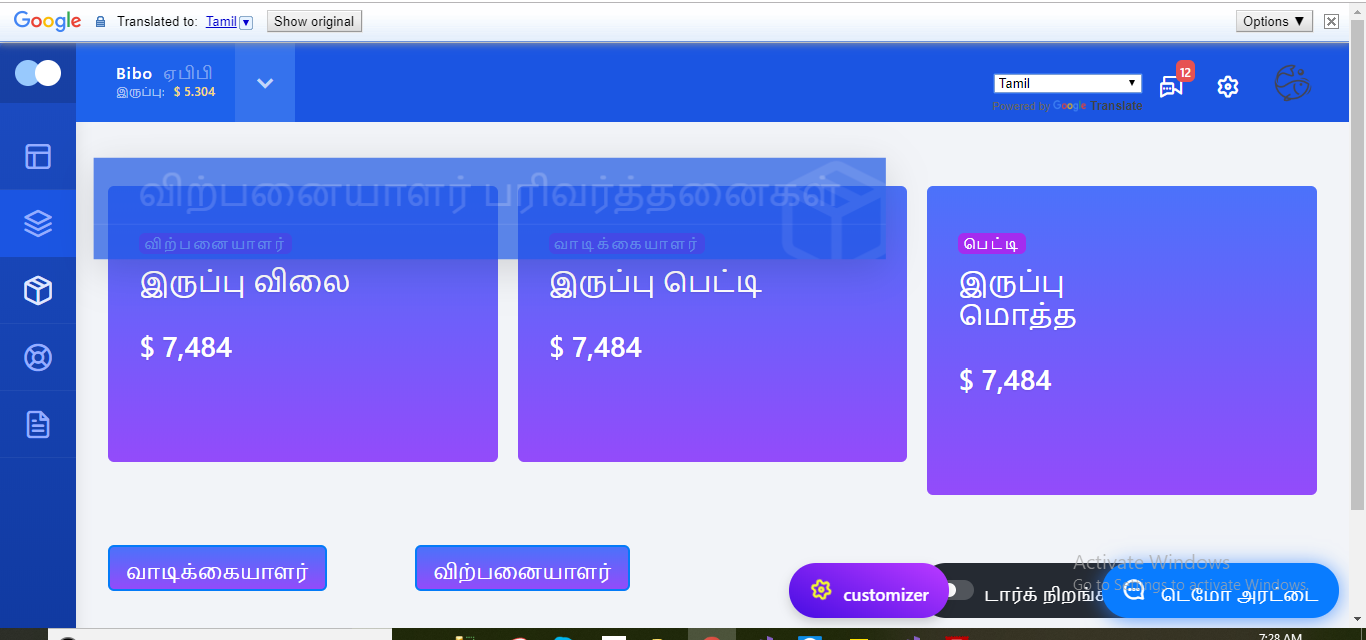 Google Translated to: Tamil Show original Options ▼
Bibo ஏபிபி
இருப்பு: $ 5.304
Tamil
12
Powered by Google Translate
விற்பனையாளர் பரிவர்த்தனைகள்
விற்பனையாளர்
இருப்பு விலை
$ 7,484
வாடிக்கையாளர்
இருப்பு பெட்டி
$ 7,484
பெட்டி
இருப்பு
மொத்த
$ 7,484
வாடிக்கையாளர்
விற்பனையாளர்
Activate Windows
Go to Settings to activate Windows.
customizer
டார்க்
டெமோ அரட்டை
7:28 AM